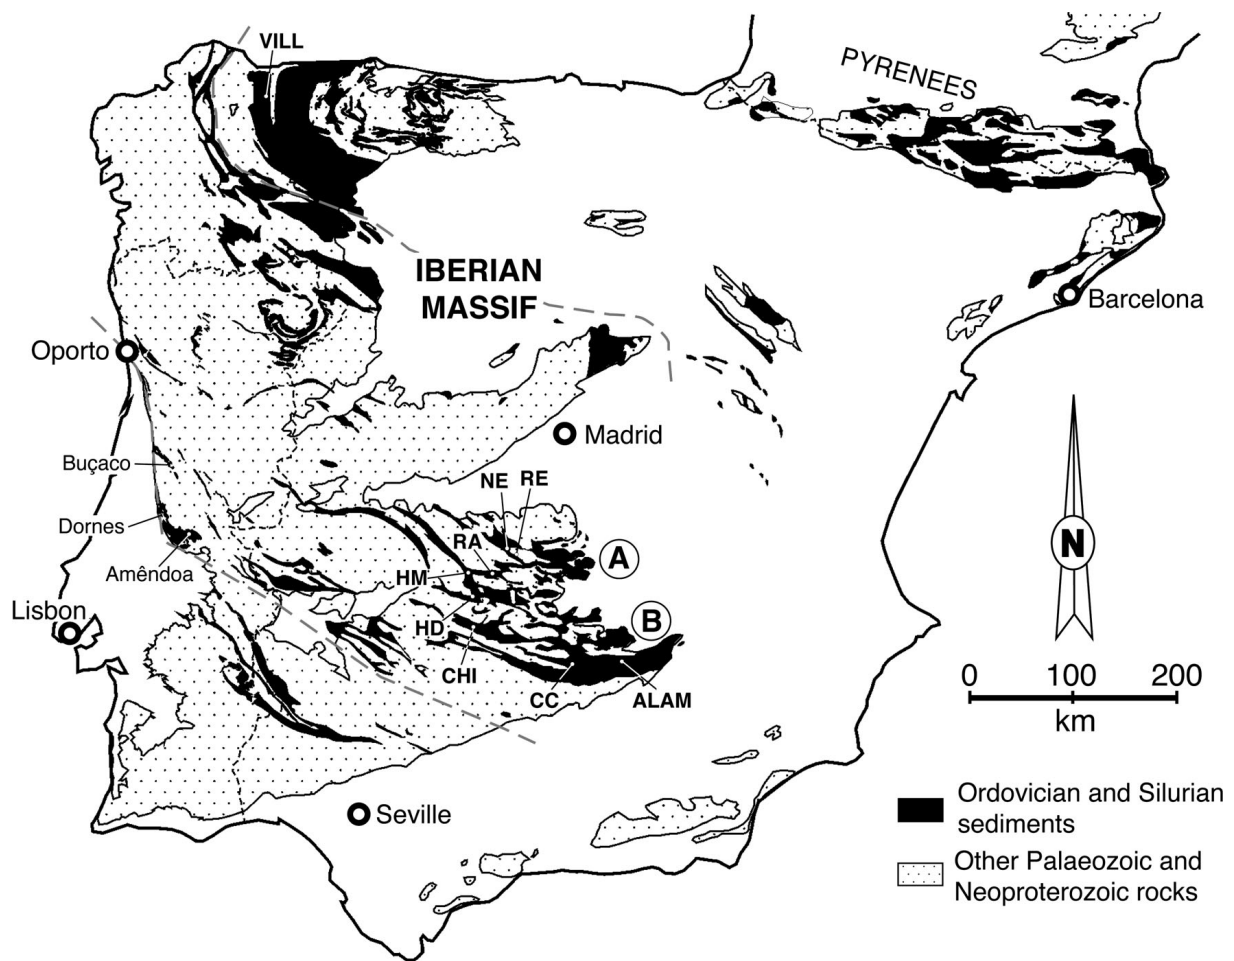 VILL
PYRENEES
IBERIAN
MASSIF
Barcelona
Oporto
Madrid
Buçaco
NE
RE
Dornes
RA
A
N
Amêndoa
HM
Lisbon
HD
B
CHI
CC
ALAM
0
100
200
km
Seville
Ordovician and Silurian
sediments
Other Palaeozoic and
Neoproterozoic rocks